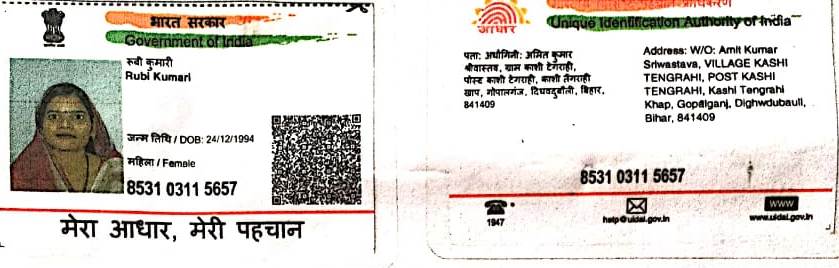 भारत सरकार
Government of India
रूबी कुमारी
Rubi Kumari
जन्म तिथि / DOB: 24/12/1994
महिला / Female
8531 0311 5657
मेरा आधार, मेरी पहचान
आधार
Unique Identification Authority of India
पता: अर्धांगिनी: अमित कुमार
श्रीवास्तव, ग्राम काशी टेंगराही,
पोस्ट काशी टेंगराही, काशी तेंगराही
खाप, गोपालगंज, दिघवदुबौली, बिहार,
841409
Address: W/O: Amit Kumar
Sriwastava, VILLAGE KASHI
TENGRAHI, POST KASHI
TENGRAHI, Kashi Tengrahi
Khap, Gopalganj, Dighwdubauli,
Bihar, 841409
8531 0311 5657
1947
help@uidai.gov.in
WWW
www.uidai.gov.in